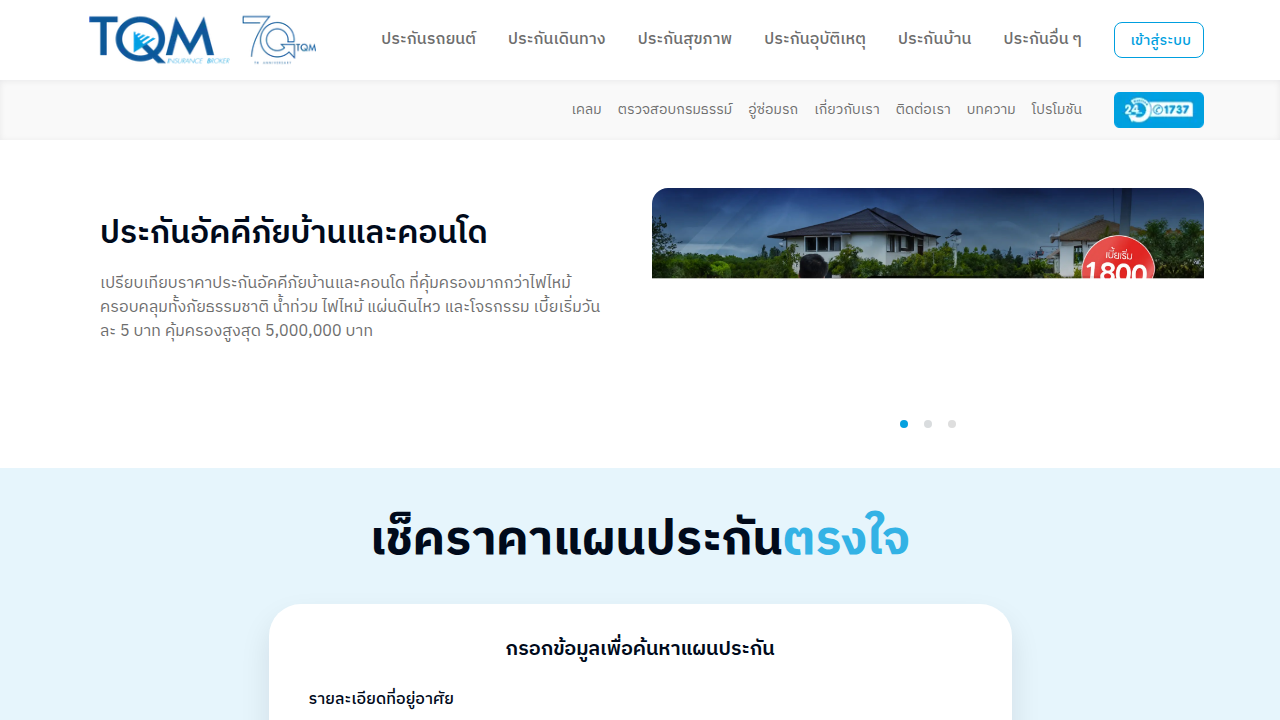 TQM
INSURANCE BROKER
TQM
70 ANNIVERSARY
ประกันรถยนต์
ประกันเดินทาง
ประกันสุขภาพ
ประกันอุบัติเหตุ
ประกันบ้าน
ประกันอื่น ๆ
เข้าสู่ระบบ
เคลม
ตรวจสอบกรมธรรม์
อู่ซ่อมรถ
เกี่ยวกับเรา
ติดต่อเรา
บทความ
โปรโมชัน
24
1737
ประกันอัคคีภัยบ้านและคอนโด
เปรียบเทียบราคาประกันอัคคีภัยบ้านและคอนโด ที่คุ้มครองมากกว่าไฟไหม้
ครอบคลุมทั้งภัยธรรมชาติ น้ำท่วม ไฟไหม้ แผ่นดินไหว และโจรกรรม เบี้ยเริ่มวัน
ละ 5 บาท คุ้มครองสูงสุด 5,000,000 บาท
เบี้ยเริ่ม
1800
เช็คราคาแผนประกันตรงใจ
กรอกข้อมูลเพื่อค้นหาแผนประกัน
รายละเอียดที่อยู่อาศัย